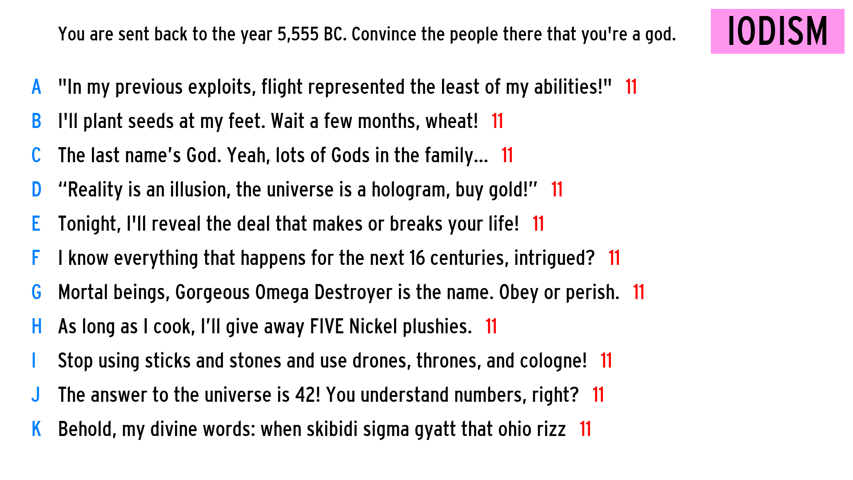 You are sent back to the year 5,555 BC. Convince the people there that you're a god.
IODISM
A "In my previous exploits, flight represented the least of my abilities!" 11
B I'll plant seeds at my feet. Wait a few months, wheat! 11
C The last name’s God. Yeah, lots of Gods in the family... 11
D “Reality is an illusion, the universe is a hologram, buy gold!” 11
E Tonight, I'll reveal the deal that makes or breaks your life! 11
F I know everything that happens for the next 16 centuries, intrigued? 11
G Mortal beings, Gorgeous Omega Destroyer is the name. Obey or perish. 11
H As long as I cook, I’ll give away FIVE Nickel plushies. 11
I Stop using sticks and stones and use drones, thrones, and cologne! 11
J The answer to the universe is 42! You understand numbers, right? 11
K Behold, my divine words: when skibidi sigma gyatt that ohio rizz 11